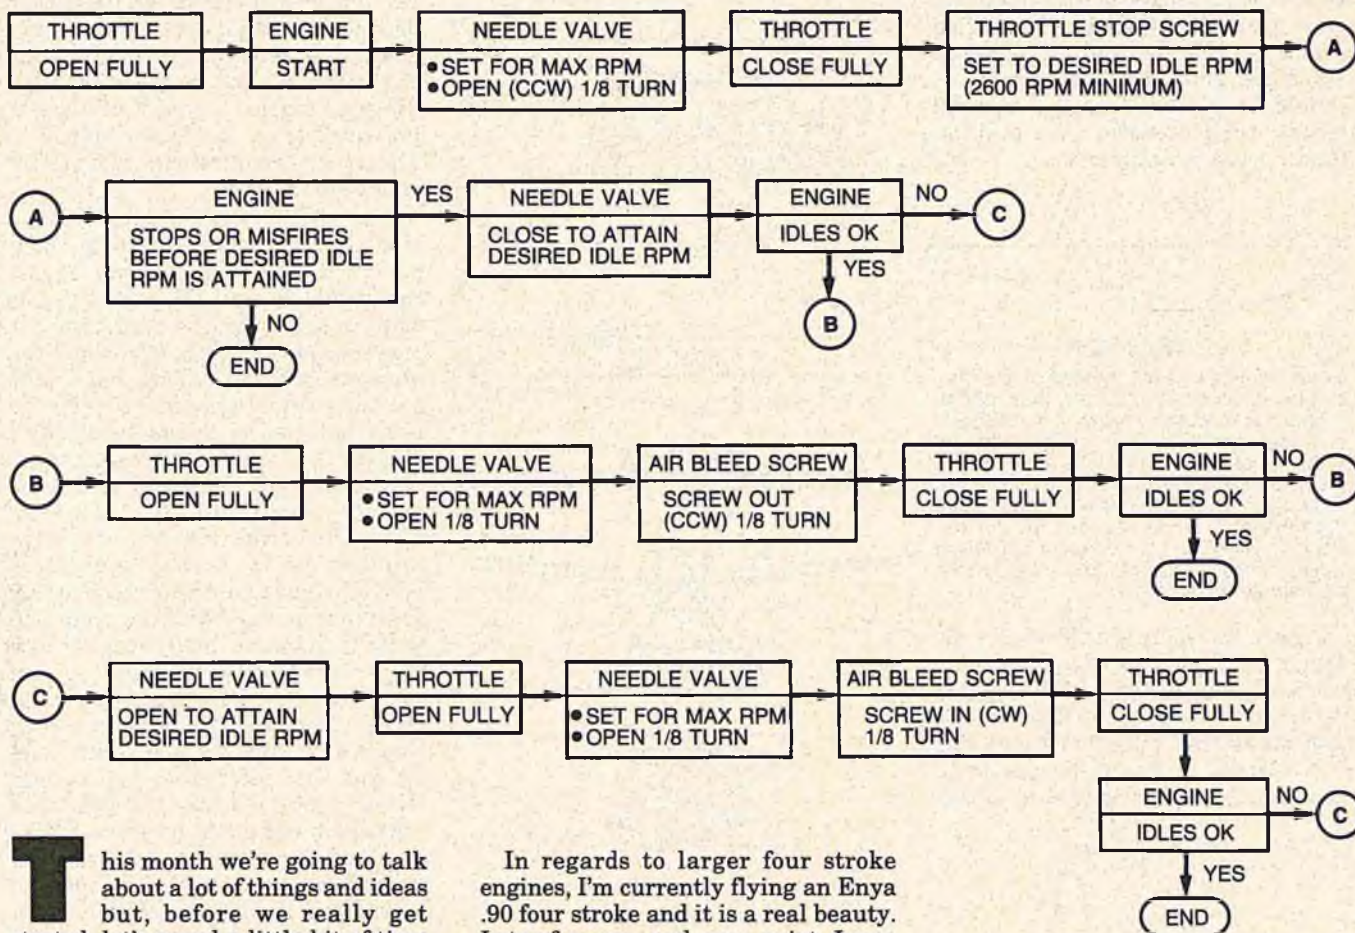 THROTTLE
OPEN FULLY
ENGINE
START
NEEDLE VALVE
• SET FOR MAX RPM
• OPEN (CCW) 1/8 TURN
THROTTLE
CLOSE FULLY
THROTTLE STOP SCREW
SET TO DESIRED IDLE RPM
(2600 RPM MINIMUM)
A
A
ENGINE
STOPS OR MISFIRES
BEFORE DESIRED IDLE
RPM IS ATTAINED
YES
NO
END
NEEDLE VALVE
CLOSE TO ATTAIN
DESIRED IDLE RPM
ENGINE
IDLES OK
NO
C
YES
B
B
THROTTLE
OPEN FULLY
NEEDLE VALVE
• SET FOR MAX RPM
• OPEN 1/8 TURN
AIR BLEED SCREW
SCREW OUT
(CCW) 1/8 TURN
THROTTLE
CLOSE FULLY
ENGINE
IDLES OK
NO
B
YES
END
C
NEEDLE VALVE
OPEN TO ATTAIN
DESIRED IDLE RPM
THROTTLE
OPEN FULLY
NEEDLE VALVE
• SET FOR MAX RPM
• OPEN 1/8 TURN
AIR BLEED SCREW
SCREW IN (CW)
1/8 TURN
THROTTLE
CLOSE FULLY
ENGINE
IDLES OK
NO
C
YES
END
This month we're going to talk
about a lot of things and ideas
but, before we really get
In regards to larger four stroke
engines, I'm currently flying an Enya
.90 four stroke and it is a real beauty.